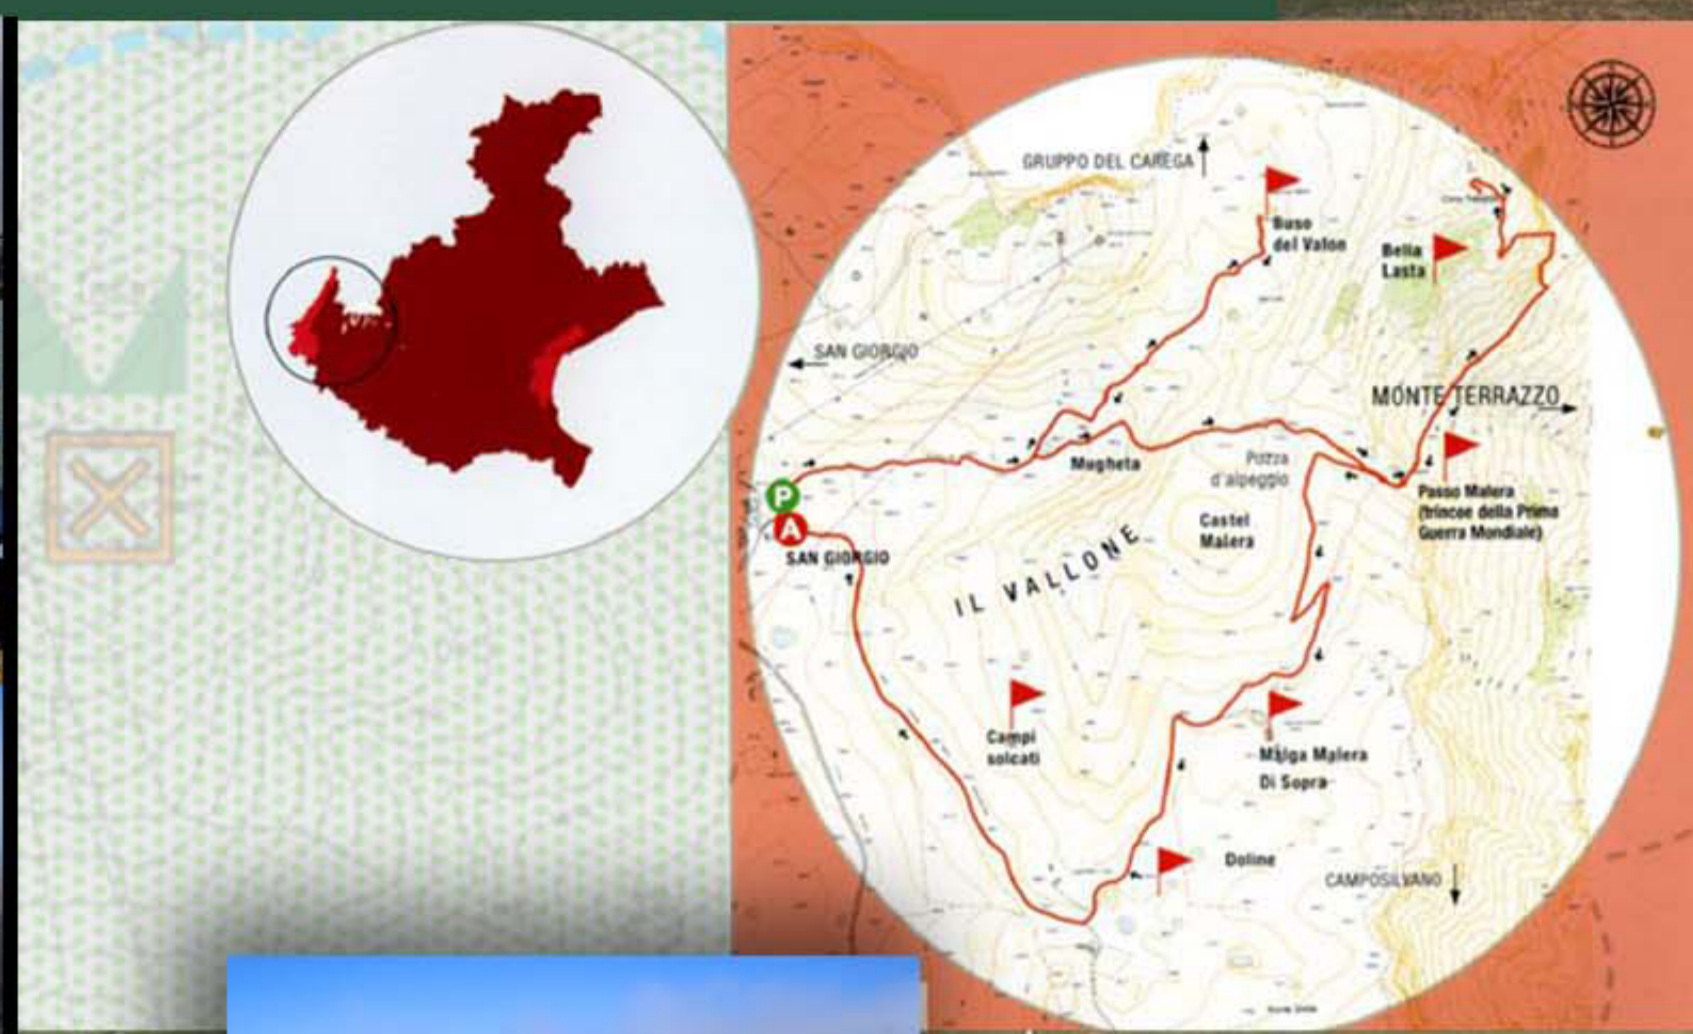 GRUPPO DEL CAREGA
Buso
del Valon
Bella
Lasta
SAN GIORGIO
MONTE TERRAZZO
Mugheta
Pozza
d'alpeggio
Passo Malera
(trincee della Prima
Guerra Mondiale)
P
A
Castel
Malera
SAN GIORGIO
IL VALLONE
Campi
solcati
Malga Malera
Di Sopra
Doline
CAMPOSILVANO